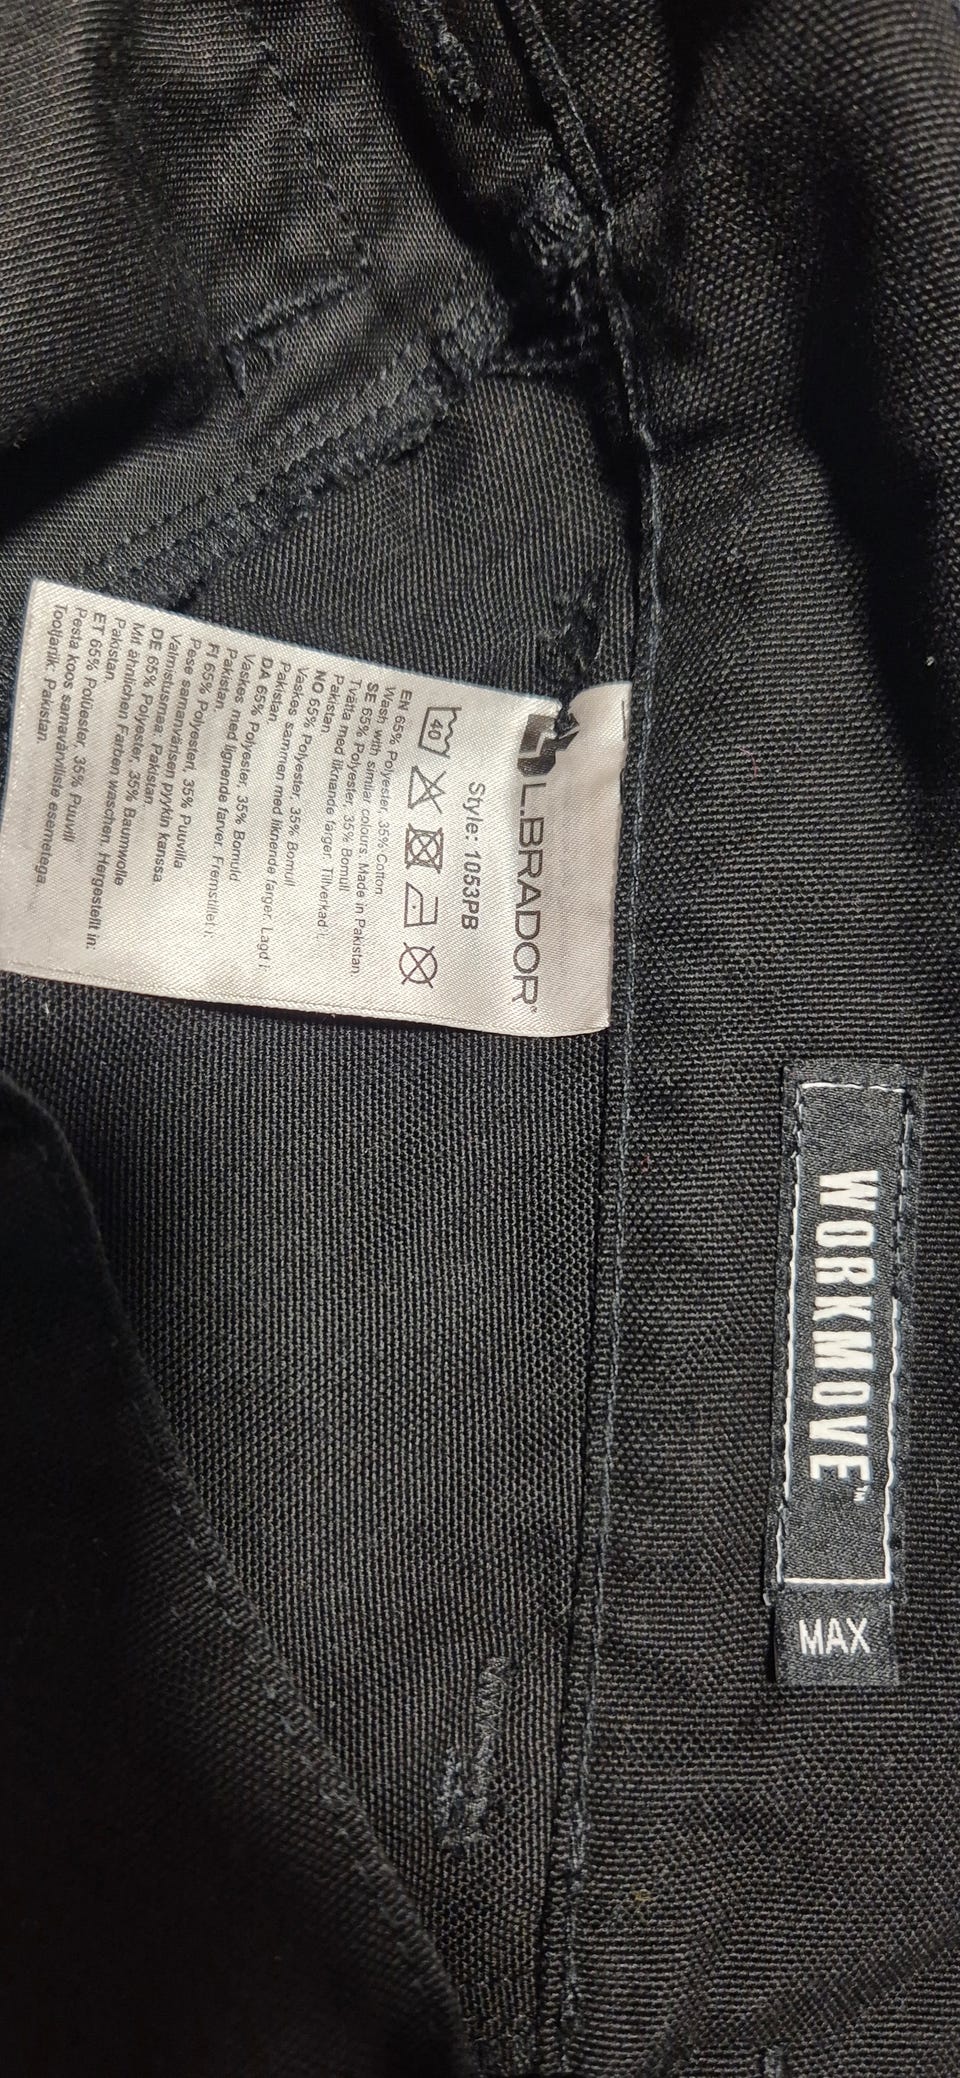 L.BRADOR®
Style: 1053PB
40
EN 65% Polyester, 35% Cotton
Wash with similar colours. Made in Pakistan.
SE 65% Polyester, 35% Bomull
Tvätta med liknande färger. Tillverkad i:
Pakistan
NO 65% Polyester, 35% Bomull
Vaskes sammen med liknende farger. Lagd i:
Pakistan
DA 65% Polyester, 35% Bomuld
Vaskes med lignende farver. Fremstillet i:
Pakistan.
FI 65% Polyesteri, 35% Puuvilla
Pese samanväristen pyykin kanssa
Valmistusmaa: Pakistan
DE 65% Polyester, 35% Baumwolle
Mit ähnlichen Farben waschen. Hergestellt in:
Pakistan.
ET 65% Polüester, 35% Puuvill
Pesta koos samavärviliste esemetega.
Tootjariik: Pakistan.
WORKMOVE™
MAX